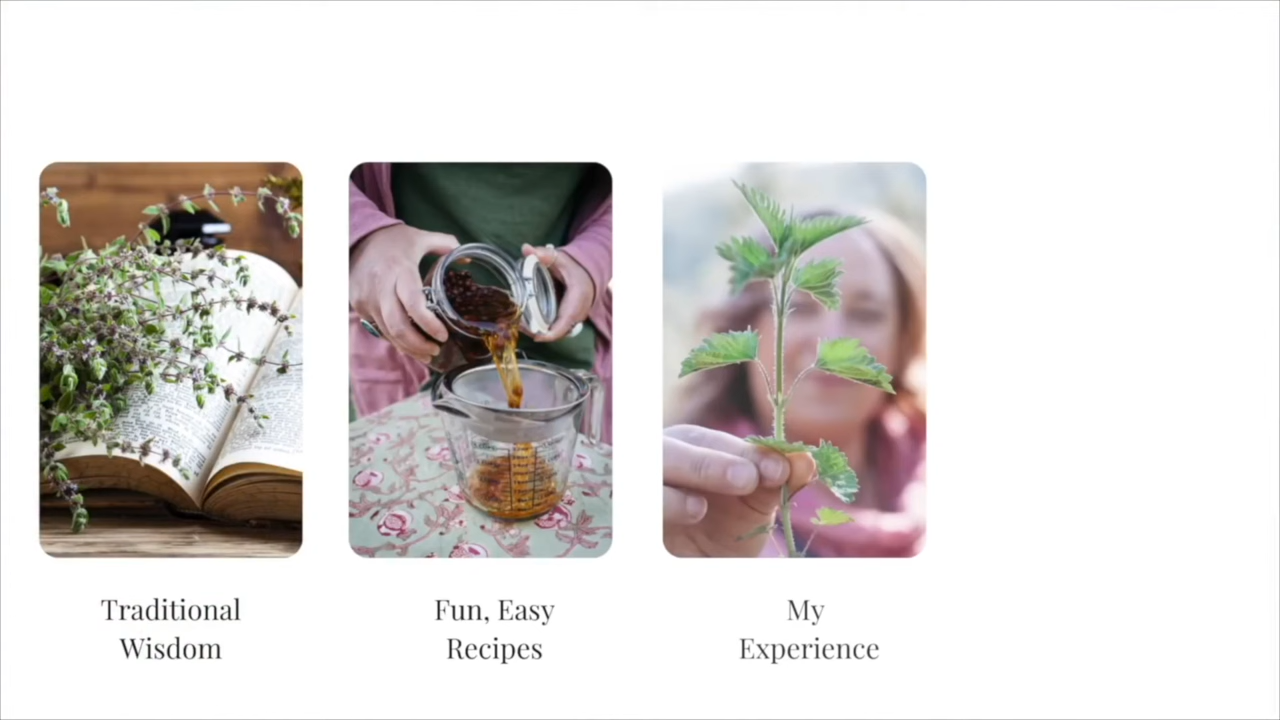 Traditional
Wisdom
Fun, Easy
Recipes
My
Experience